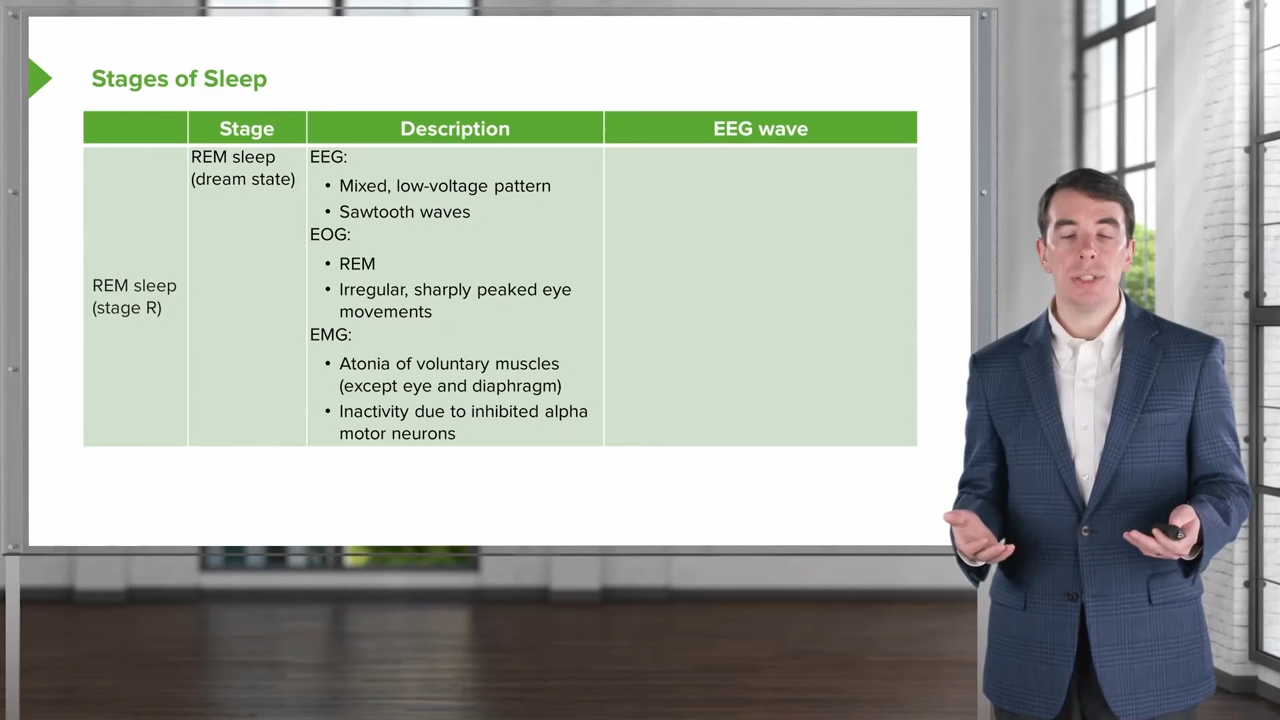 Stages of Sleep
Stage
Description
EEG wave
REM sleep
(stage R)
REM sleep
(dream state)
EEG:
• Mixed, low-voltage pattern
• Sawtooth waves
EOG:
• REM
• Irregular, sharply peaked eye
movements
EMG:
• Atonia of voluntary muscles
(except eye and diaphragm)
• Inactivity due to inhibited alpha
motor neurons